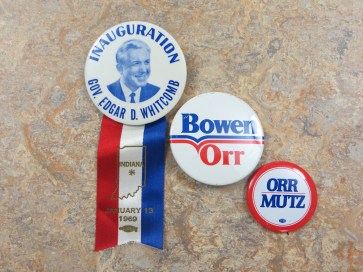 INAUGURATION
GOV. EDGAR D. WHITCOMB
INDIANA
JANUARY 13
1969
Bowen
Orr
ORR
MUTZ